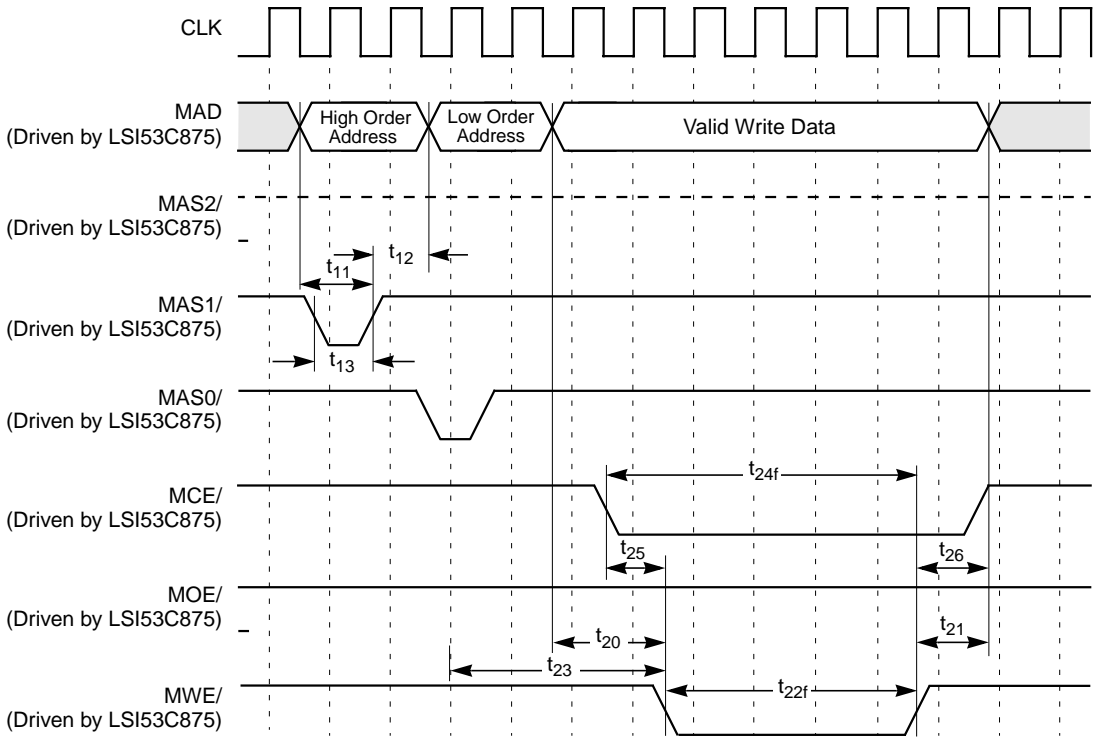 CLK
MAD
(Driven by LSI53C875)
High Order
Address
Low Order
Address
Valid Write Data
MAS2/
(Driven by LSI53C875)
t12
t11
MAS1/
(Driven by LSI53C875)
t13
MAS0/
(Driven by LSI53C875)
t24f
MCE/
(Driven by LSI53C875)
t25
t26
MOE/
(Driven by LSI53C875)
t20
t21
t23
t22f
MWE/
(Driven by LSI53C875)